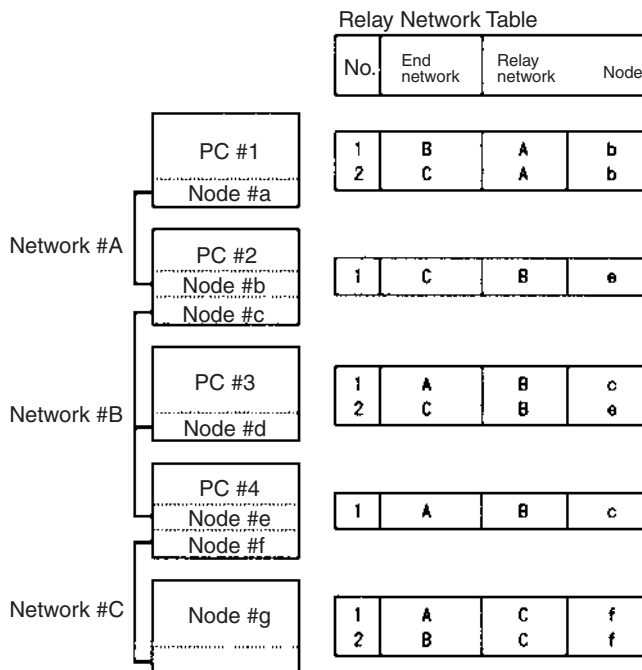 Relay Network Table
No. End network Relay network Node
PC #1
Node #a
1 B A b
2 C A b
Network #A
PC #2
Node #b
Node #c
1 C B e
Network #B
PC #3
Node #d
1 A B c
2 C B e
PC #4
Node #e
Node #f
1 A B c
Network #C
Node #g
1 A C f
2 B C f